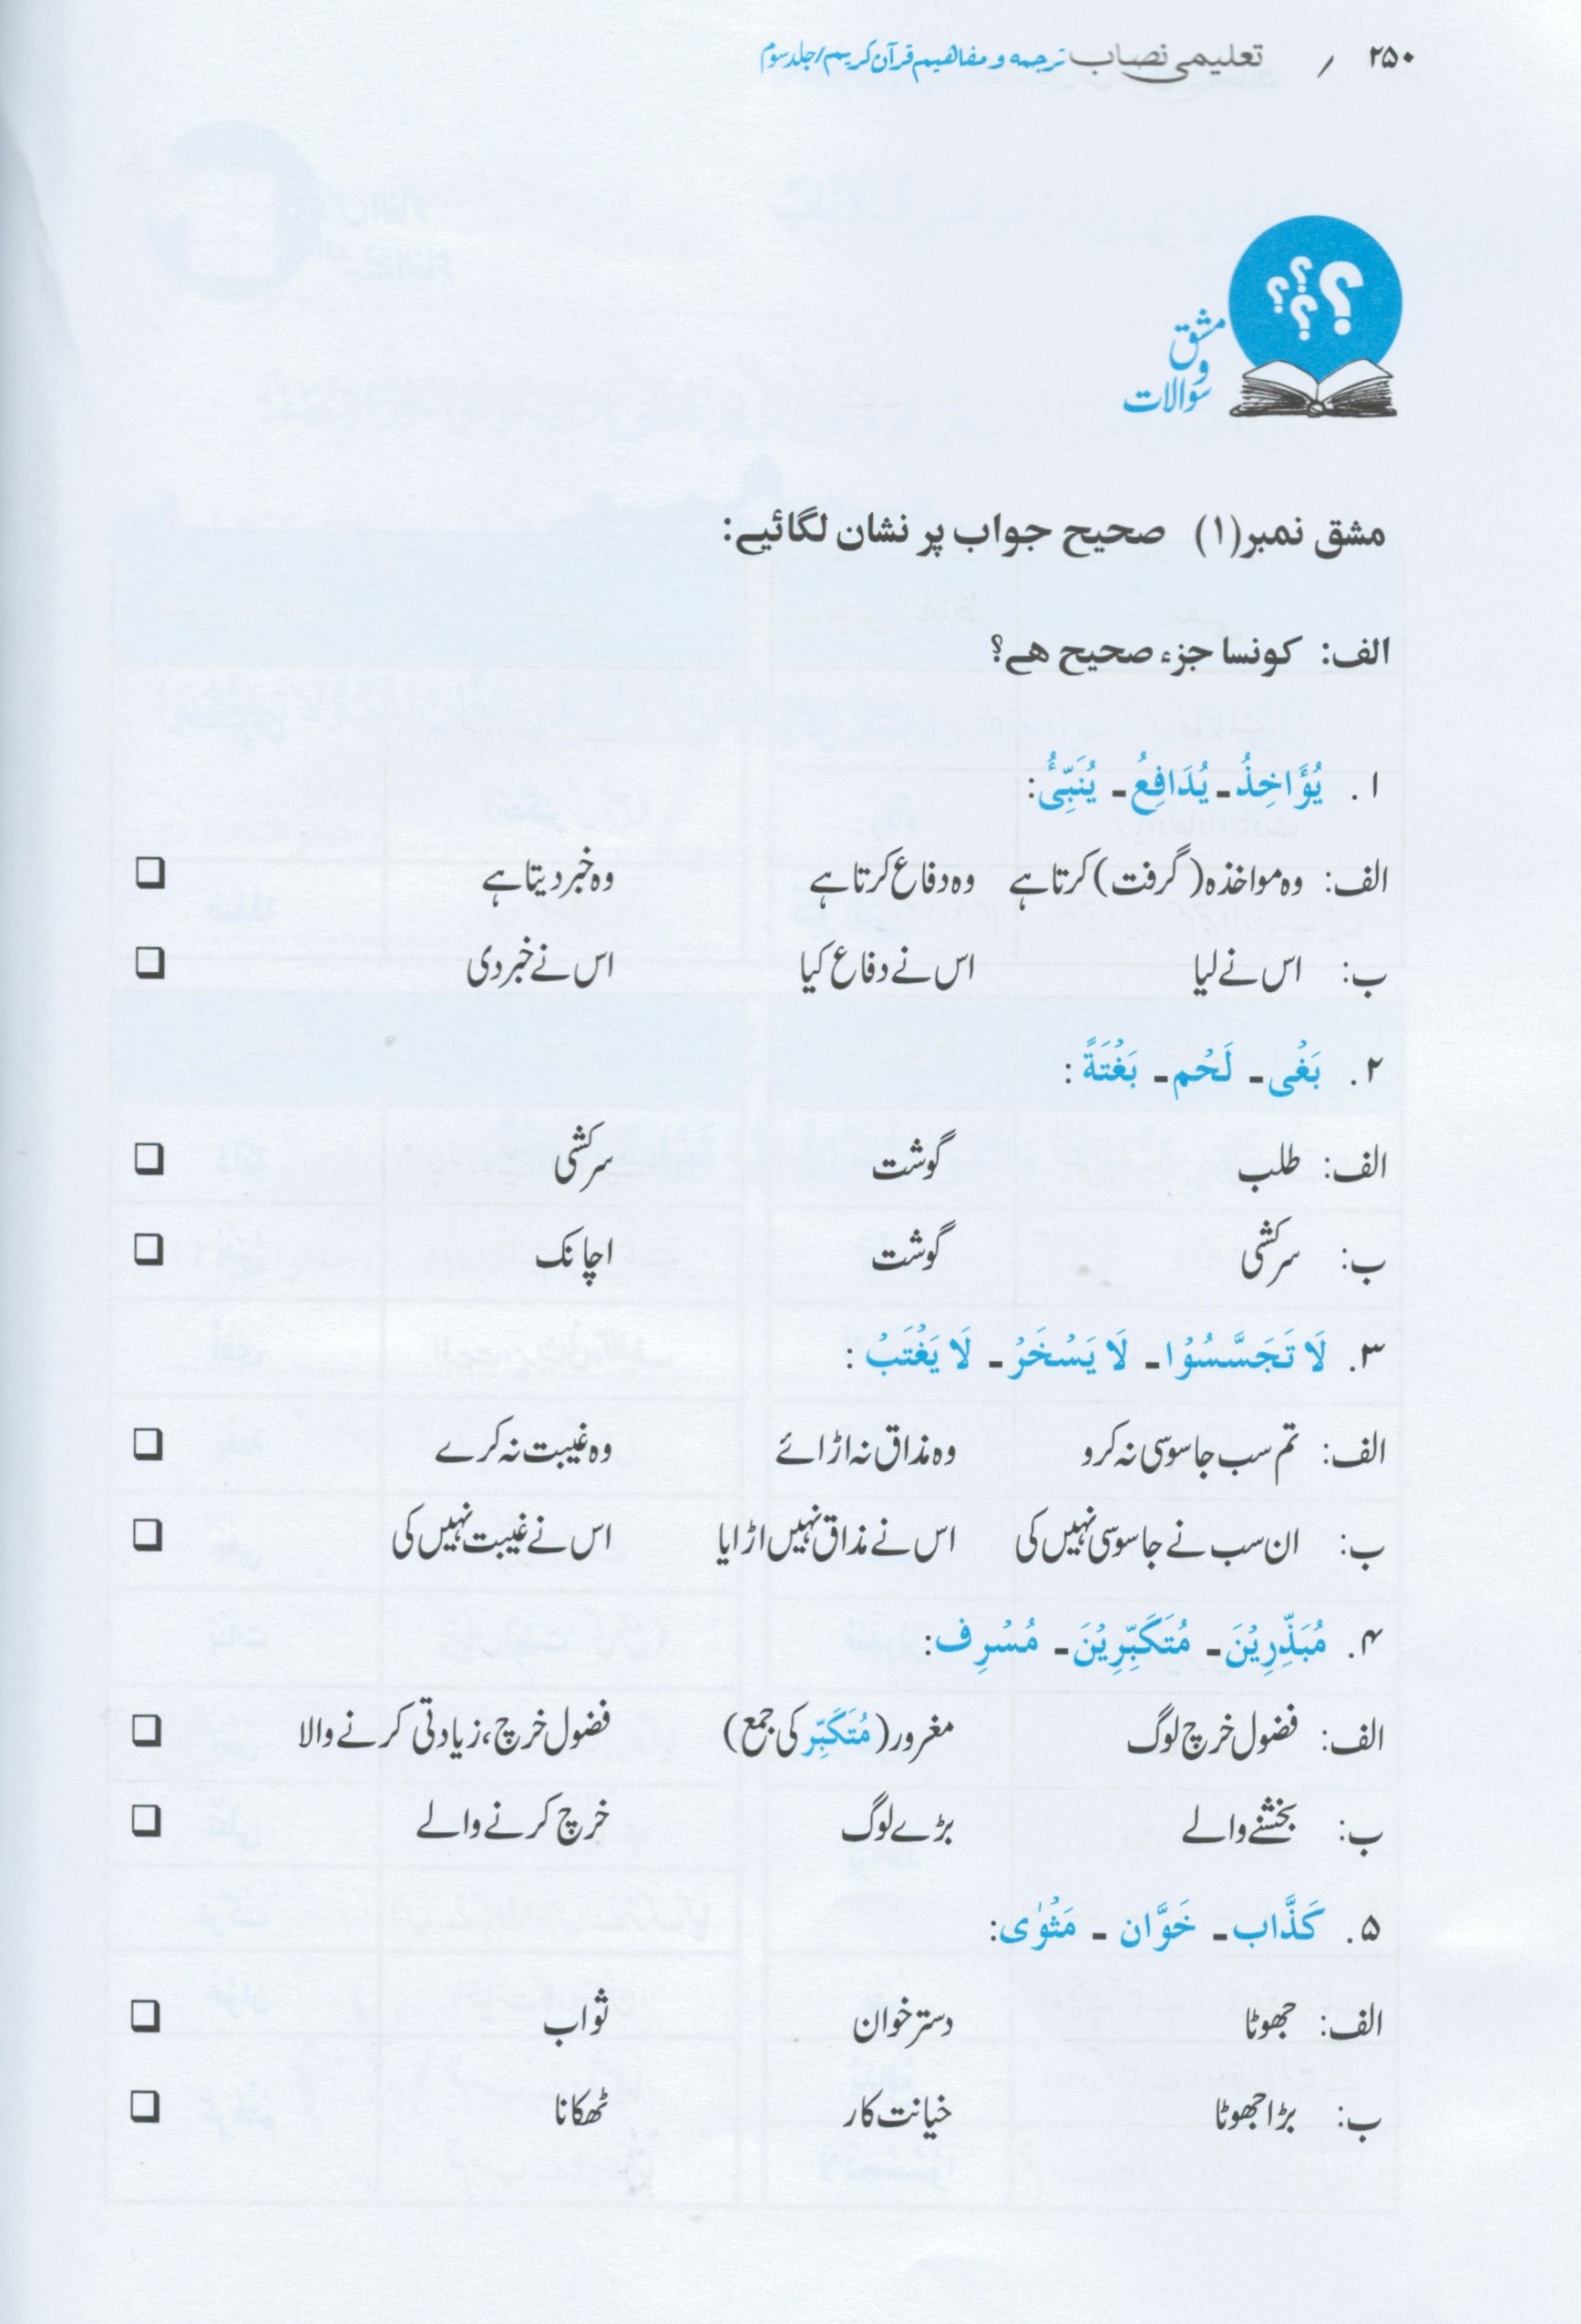 ۲۵۰ / تعلیمی نصاب ترجمه و مفاهیم قرآن کریم/جلد سوم
؟ ؟ ؟ ؟
مشق
و
سوالات
مشق نمبر(۱) صحیح جواب پر نشان لگائیے:
الف: کونسا جزء صحیح ھے؟
۱. یُؤَاخِذُ ـ یُدَافِعُ ـ یُنَبِّئُ:
الف: وہ مواخذہ (گرفت) کرتا ہے وہ دفاع کرتا ہے وہ خبر دیتا ہے ❑
ب: اس نے لیا اس نے دفاع کیا اس نے خبر دی ❑
۲. بَغْی ـ لَحْم ـ بَغْتَةً:
الف: طلب گوشت سرکشی ❑
ب: سرکشی گوشت اچانک ❑
۳. لَا تَجَسَّسُوْا ـ لَا یَسْخَرْ ـ لَا یَغْتَبْ:
الف: تم سب جاسوسی نہ کرو وہ مذاق نہ اڑائے وہ غیبت نہ کرے ❑
ب: ان سب نے جاسوسی نہیں کی اس نے مذاق نہیں اڑایا اس نے غیبت نہیں کی ❑
۴. مُبَذِّرِیْنَ ـ مُتَکَبِّرِیْنَ ـ مُسْرِف:
الف: فضول خرچ لوگ مغرور (مُتَکَبِّر کی جمع) فضول خرچ، زیادتی کرنے والا ❑
ب: بخشنے والے بڑے لوگ خرچ کرنے والے ❑
۵. کَذَّاب ـ خَوَّان ـ مَثْوٰی:
الف: جھوٹا دسترخوان ثواب ❑
ب: بڑا جھوٹا خیانت کار ٹھکانا ❑